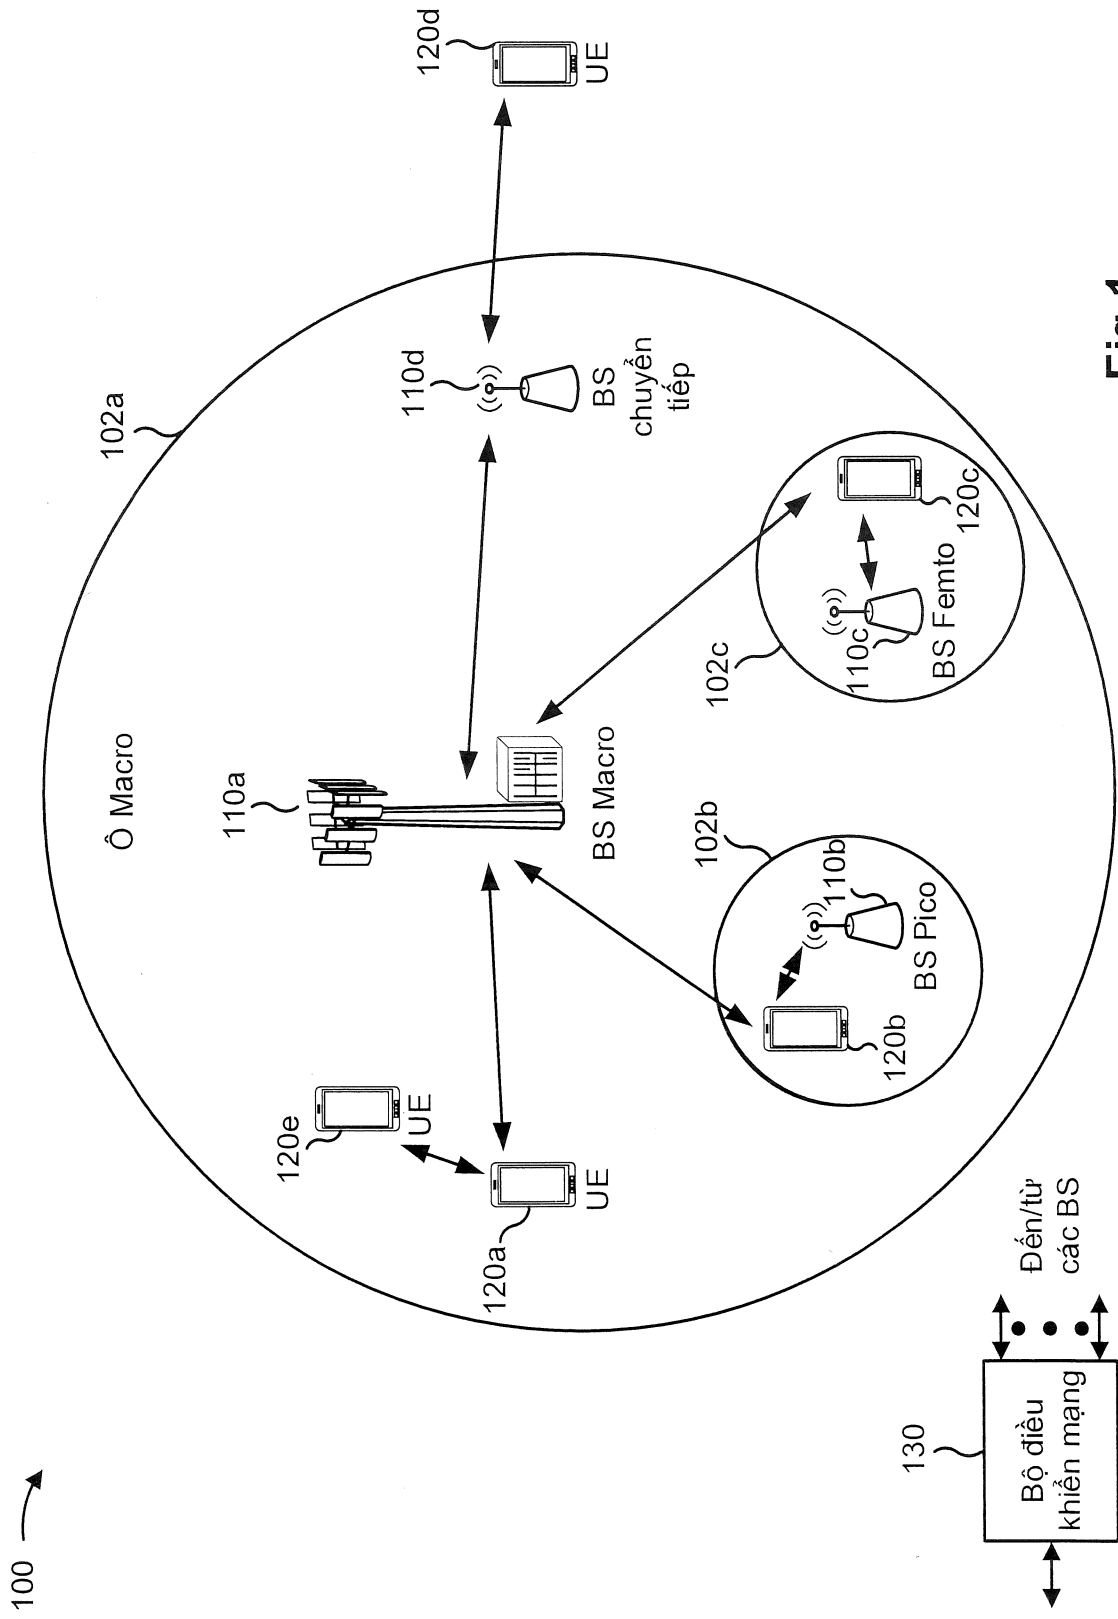 100
Ô Macro
102a
110a
120e
UE
110d
120d
UE
120a
UE
BS Macro
BS
chuyển
tiếp
102b
102c
110b
120b
BS Pico
110c
BS Femto
120c
130
Bộ điều
khiển mạng
Đến/từ
các BS